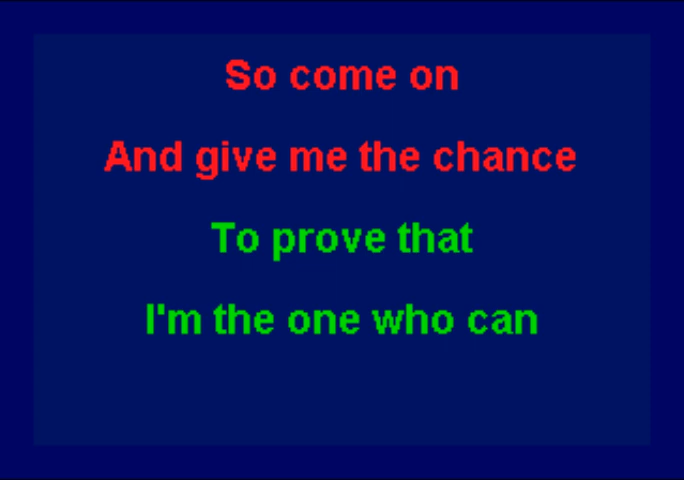 So come on
And give me the chance
To prove that
I'm the one who can